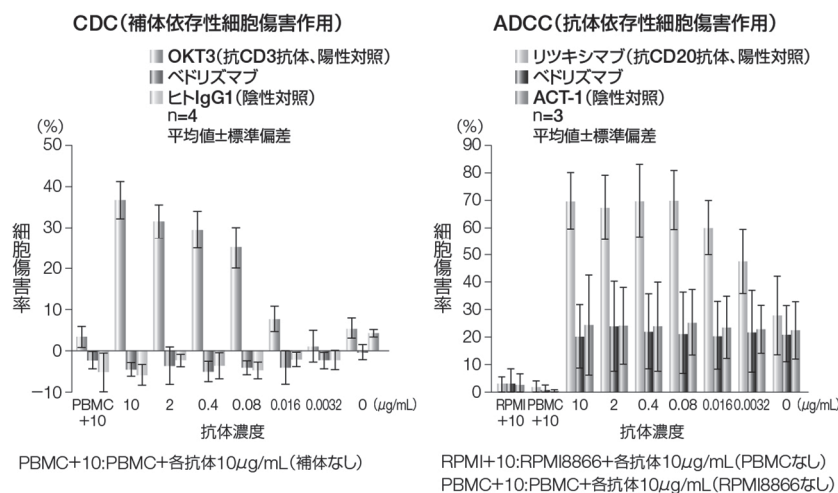 CDC(補体依存性細胞傷害作用)
OKT3(抗CD3抗体、陽性対照)
ベドリズマブ
ヒトIgG1(陰性対照)
n=4
平均値±標準偏差
(%)
50
40
30
20
10
0
-10
細胞傷害率
PBMC+10
10
2
0.4
0.08
0.016
0.0032
0
(μg/mL)
抗体濃度
PBMC+10:PBMC+各抗体10μg/mL(補体なし)
ADCC(抗体依存性細胞傷害作用)
リツキシマブ(抗CD20抗体、陽性対照)
ベドリズマブ
ACT-1(陰性対照)
n=3
平均値±標準偏差
(%)
90
80
70
60
50
40
30
20
10
0
細胞傷害率
RPMI+10
PBMC+10
10
2
0.4
0.08
0.016
0.0032
0
(μg/mL)
抗体濃度
RPMI+10:RPMI8866+各抗体10μg/mL(PBMCなし)
PBMC+10:PBMC+各抗体10μg/mL(RPMI8866なし)